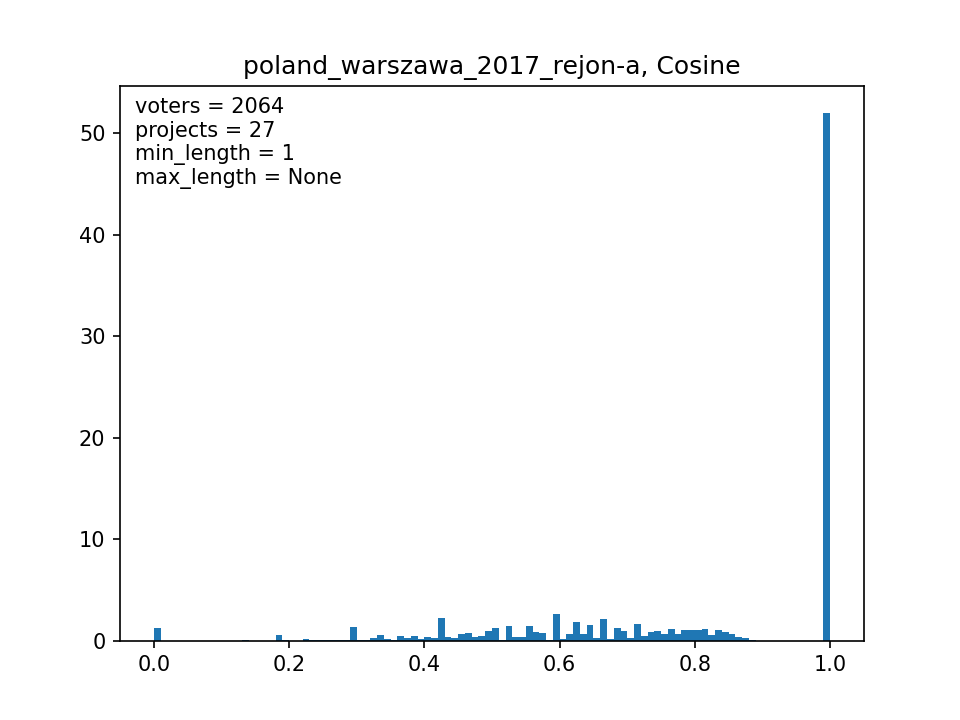 poland_warszawa_2017_rejon-a, Cosine
voters = 2064
projects = 27
min_length = 1
max_length = None
50
40
30
20
10
0
0.0 0.2 0.4 0.6 0.8 1.0